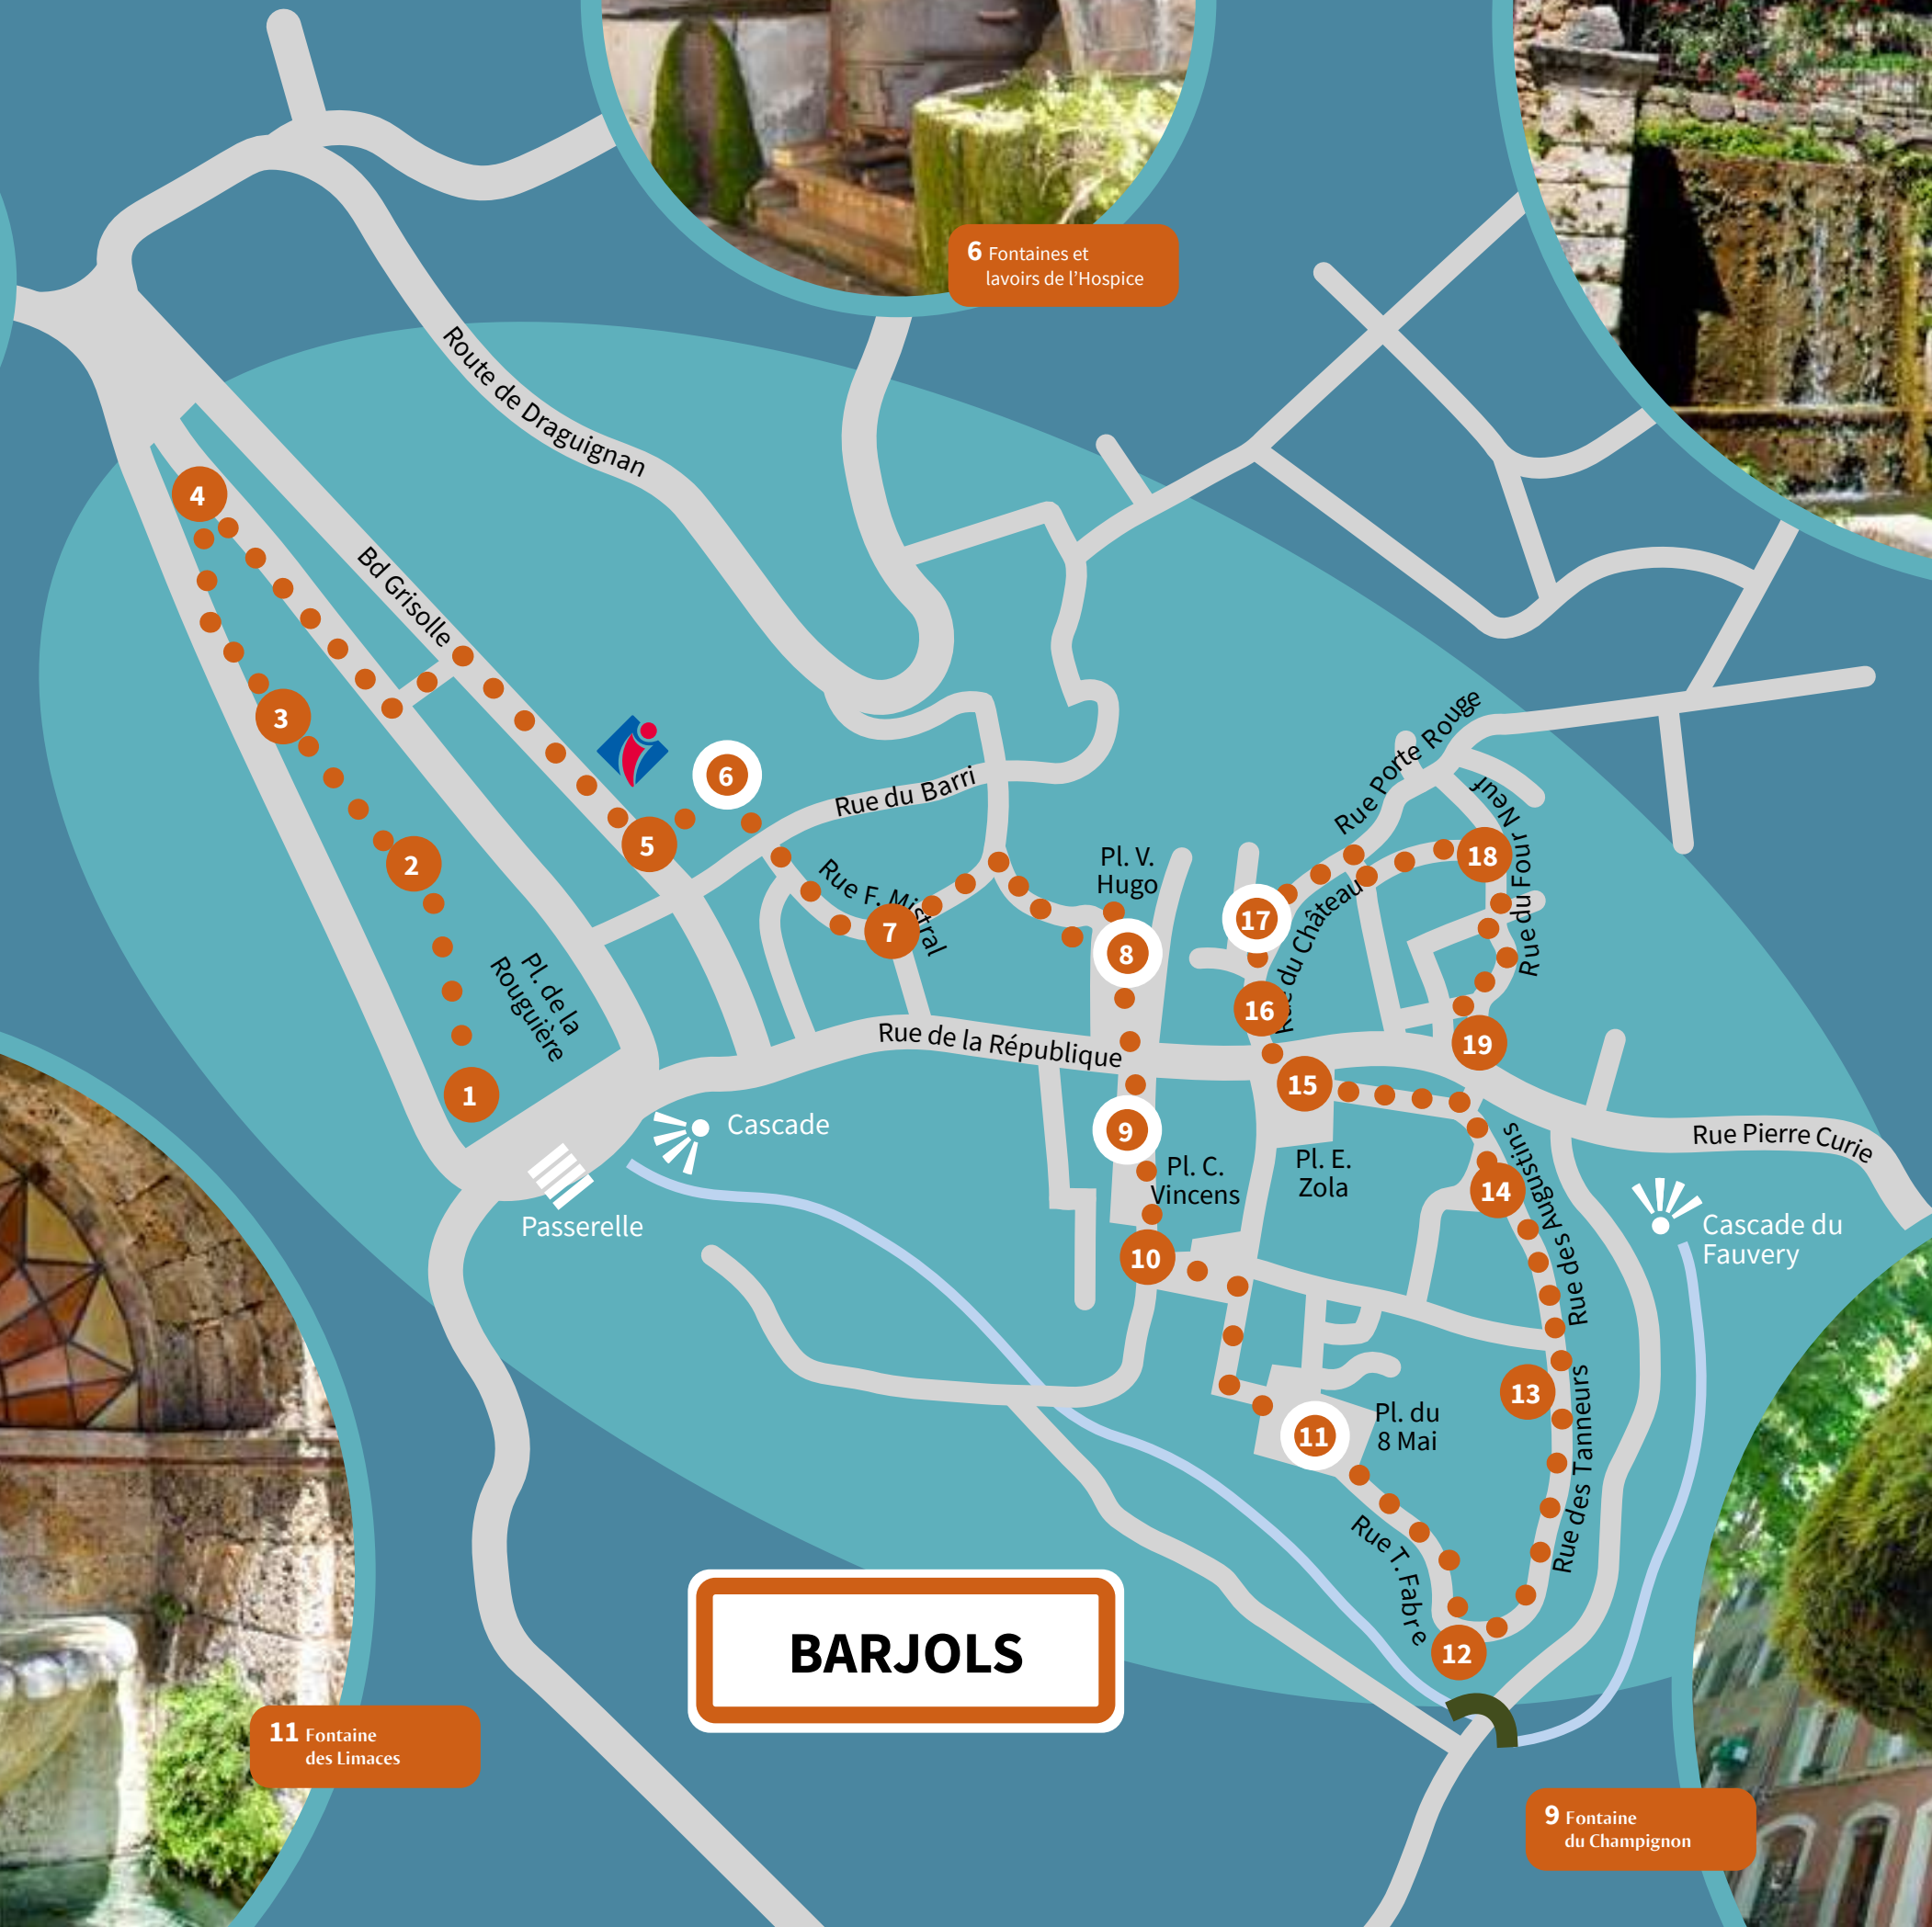 6 Fontaines et
lavoirs de l’Hospice
Route de Draguignan
4
Bd Grisolle
3
2
1
5
6
Rue du Barri
Rue F. Mistral
7
Pl. de la
Rouguière
Pl. V.
Hugo
8
Rue Porte Rouge
Rue du Four Neuf
18
17
Rue du Château
16
19
Rue de la République
15
9
Cascade
Passerelle
Pl. C.
Vincens
Pl. E.
Zola
10
14
Rue des Augustins
Rue Pierre Curie
Cascade du
Fauvery
13
Rue des Tanneurs
Pl. du
8 Mai
11
Rue T. Fabre
12
BARJOLS
11 Fontaine
des Limaces
9 Fontaine
du Champignon